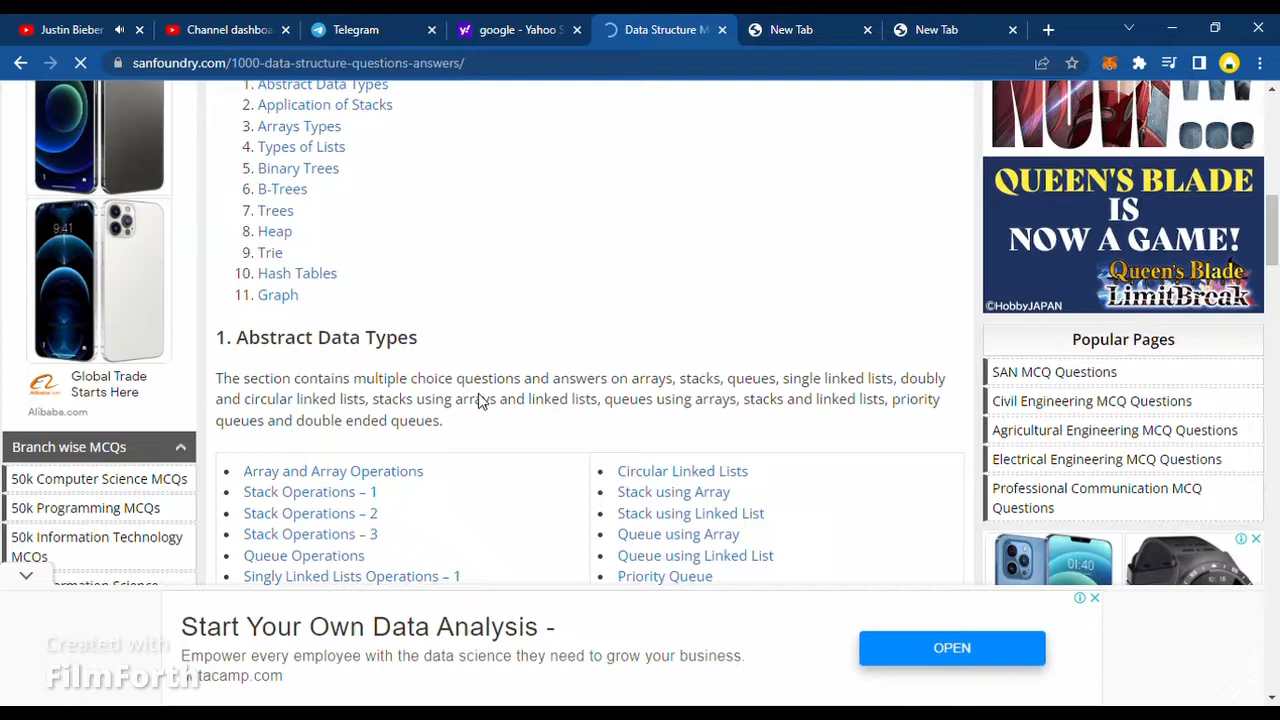 Justin Bieber
Channel dashboa
Telegram
google - Yahoo S
Data Structure M
New Tab
New Tab
sanfoundry.com/1000-data-structure-questions-answers/
1. Abstract Data Types
2. Application of Stacks
3. Arrays Types
4. Types of Lists
5. Binary Trees
6. B-Trees
7. Trees
8. Heap
9. Trie
10. Hash Tables
11. Graph
1. Abstract Data Types
The section contains multiple choice questions and answers on arrays, stacks, queues, single linked lists, doubly
and circular linked lists, stacks using arrays and linked lists, queues using arrays, stacks and linked lists, priority
queues and double ended queues.
Array and Array Operations
Stack Operations – 1
Stack Operations – 2
Stack Operations – 3
Queue Operations
Singly Linked Lists Operations – 1
Circular Linked Lists
Stack using Array
Stack using Linked List
Queue using Array
Queue using Linked List
Priority Queue
9:41
Global Trade
Starts Here
Alibaba.com
Alibaba.com
Branch wise MCQs
50k Computer Science MCQs
50k Programming MCQs
50k Information Technology
MCQs
NOW...
QUEEN'S BLADE
IS
NOW A GAME!
Queen's Blade
LimitBreak
©HobbyJAPAN
Popular Pages
SAN MCQ Questions
Civil Engineering MCQ Questions
Agricultural Engineering MCQ Questions
Electrical Engineering MCQ Questions
Professional Communication MCQ
Questions
01:40
Start Your Own Data Analysis -
Empower every employee with the data science they need to grow your business.
OPEN
Created with
FilmForth